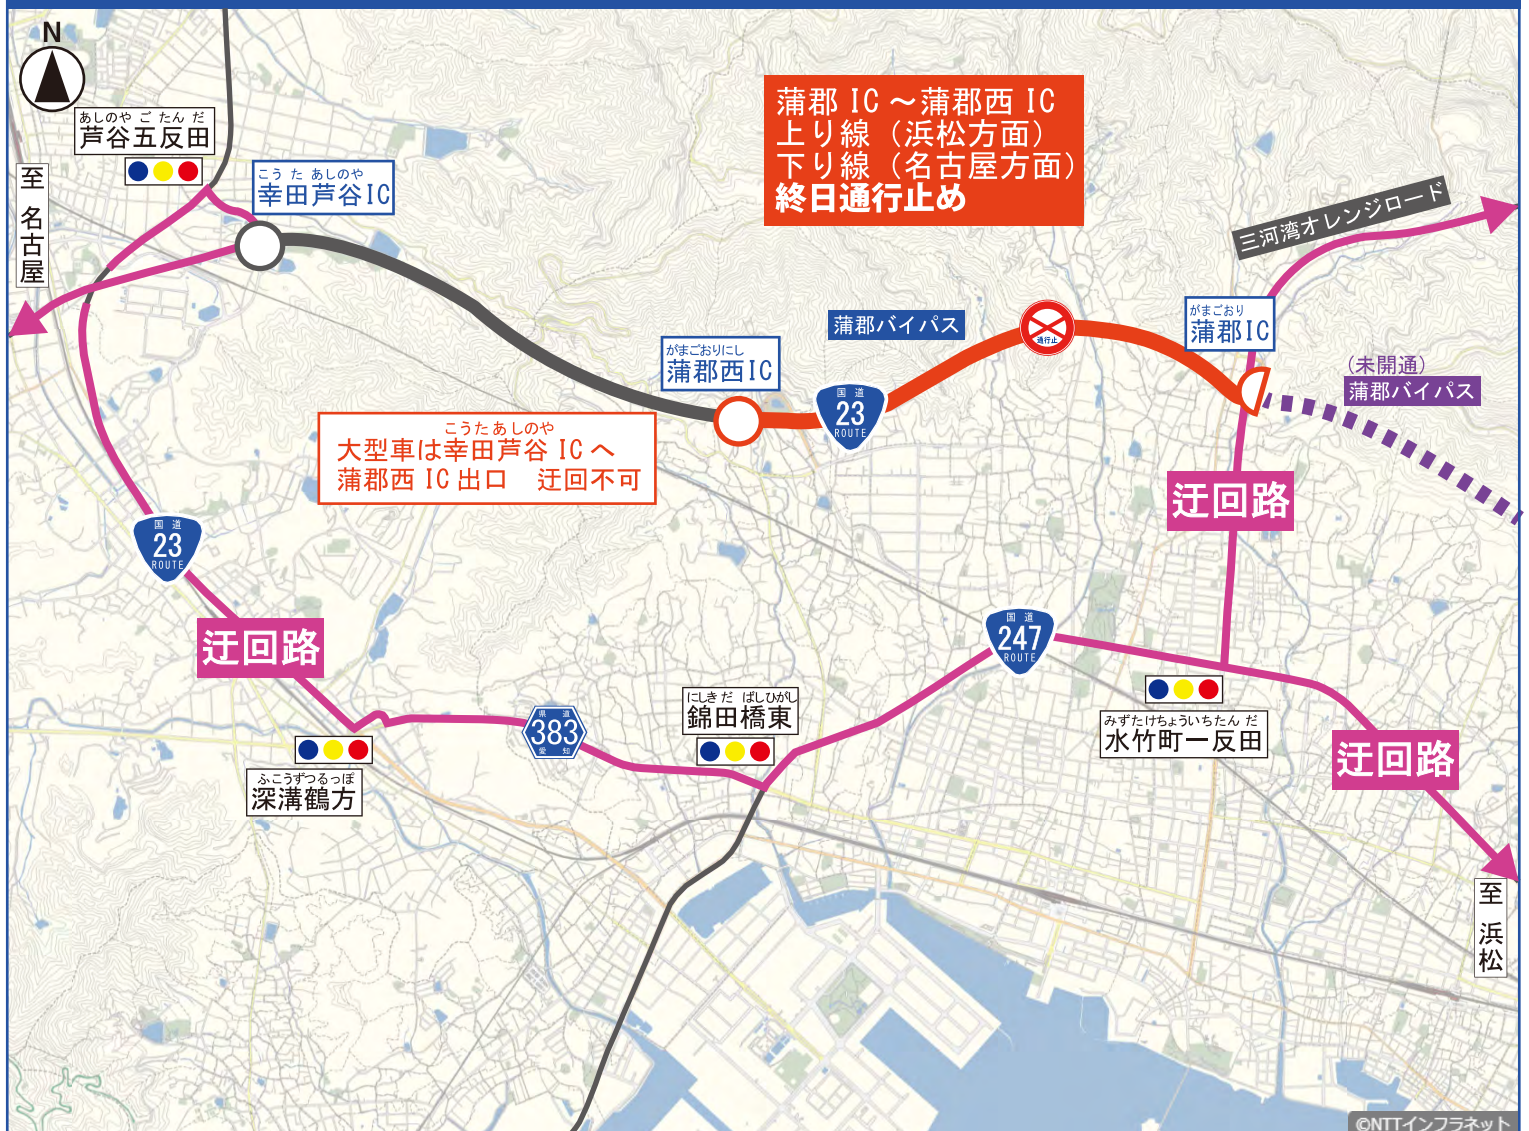 N
あしのや ご たん だ
芦谷五反田
至 名古屋
こう た あしのや
幸田芦谷IC
蒲郡 IC ～蒲郡西 IC
上り線（浜松方面）
下り線（名古屋方面）
終日通行止め
三河湾オレンジロード
がまごおり
蒲郡IC
蒲郡バイパス
通行止
がまごおりにし
蒲郡西IC
(未開通)
蒲郡バイパス
国道
23
ROUTE
こうた あしのや
大型車は幸田芦谷 IC へ
蒲郡西 IC 出口　迂回不可
迂回路
国道
23
ROUTE
迂回路
国道
247
ROUTE
県道
383
愛知
にしき だ ばしひがし
錦田橋東
みずたけちょういちたん だ
水竹町一反田
ふこうずつるっぽ
深溝鶴方
迂回路
至 浜松
©NTTインフラネット